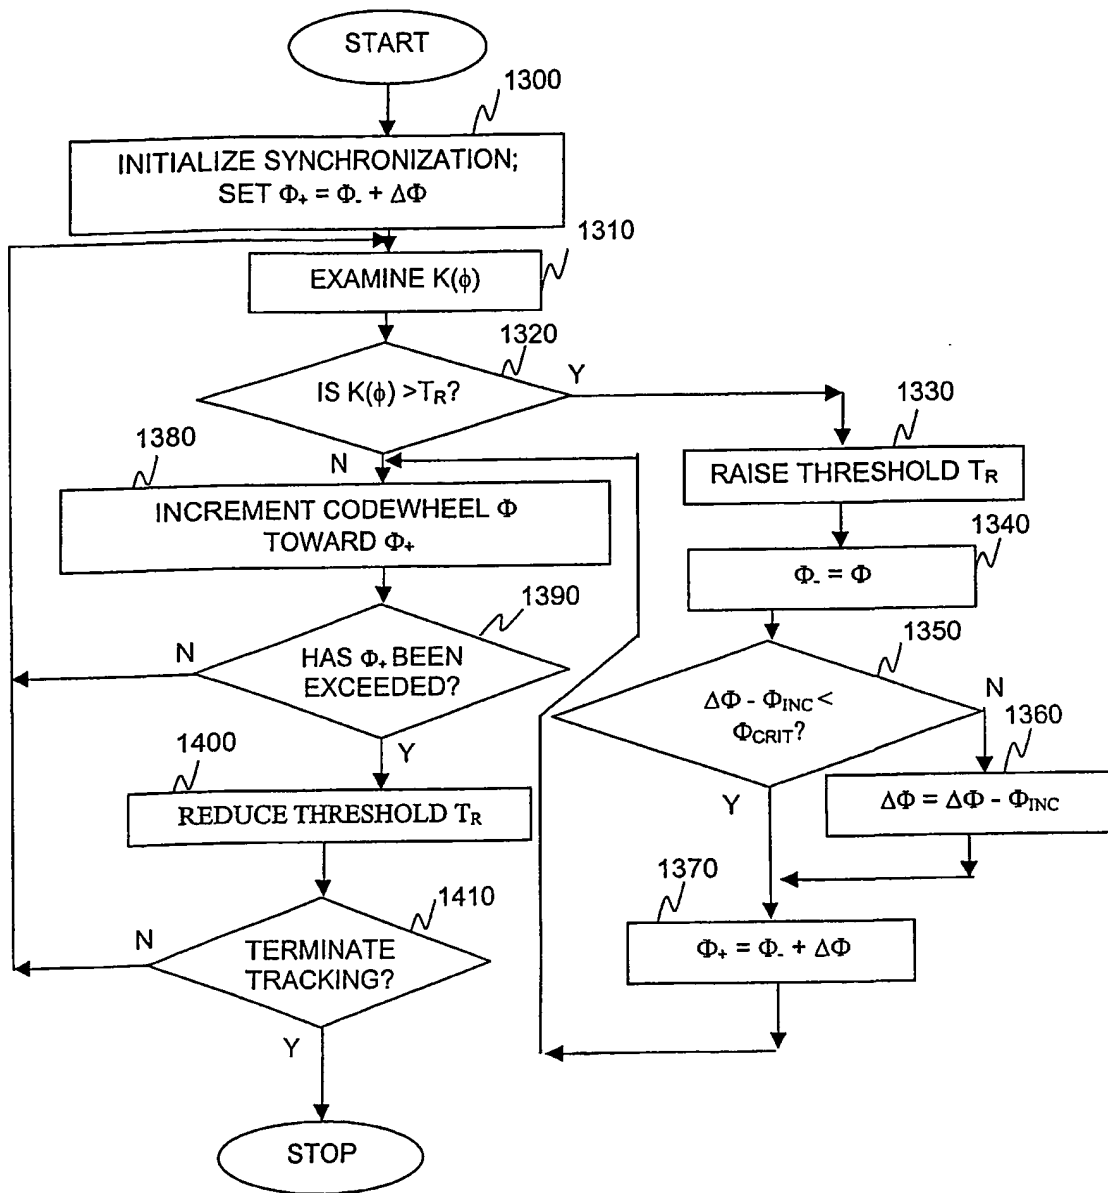 START
1300
INITIALIZE SYNCHRONIZATION;
SET Φ₊ = Φ₋ + ΔΦ
1310
EXAMINE K(ϕ)
1320
IS K(ϕ) >T_R?
Y
N
1330
RAISE THRESHOLD T_R
1340
Φ₋ = Φ
1350
ΔΦ - Φ_INC <
Φ_CRIT?
N
Y
1360
ΔΦ = ΔΦ - Φ_INC
1370
Φ₊ = Φ₋ + ΔΦ
1380
INCREMENT CODEWHEEL Φ
TOWARD Φ₊
1390
HAS Φ₊ BEEN
EXCEEDED?
N
Y
1400
REDUCE THRESHOLD T_R
1410
TERMINATE
TRACKING?
N
Y
STOP